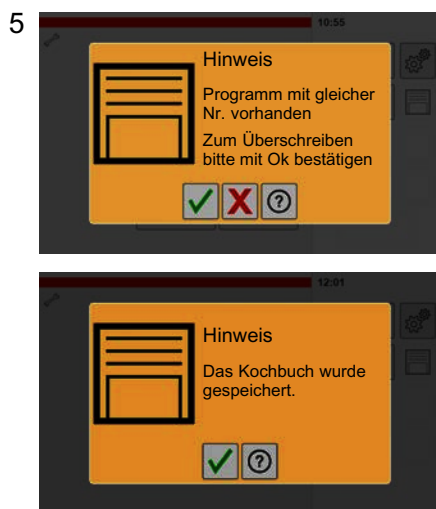 5
10:55
Hinweis
Programm mit gleicher
Nr. vorhanden
Zum Überschreiben
bitte mit Ok bestätigen
12:01
Hinweis
Das Kochbuch wurde
gespeichert.